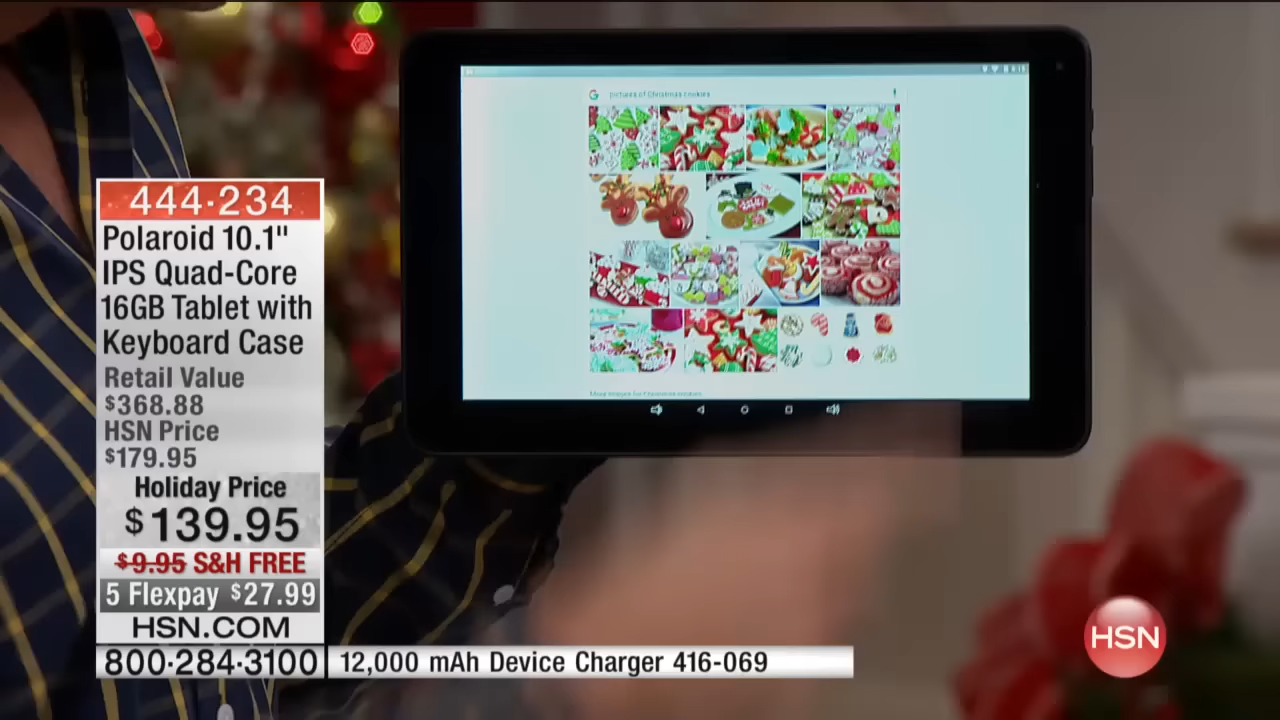 pictures of Christmas cookies
444·234
Polaroid 10.1"
IPS Quad-Core
16GB Tablet with
Keyboard Case
Retail Value
$368.88
HSN Price
$179.95
Holiday Price
$139.95
$9.95 S&H FREE
5 Flexpay $27.99
HSN.COM
800·284·3100
12,000 mAh Device Charger 416-069
HSN